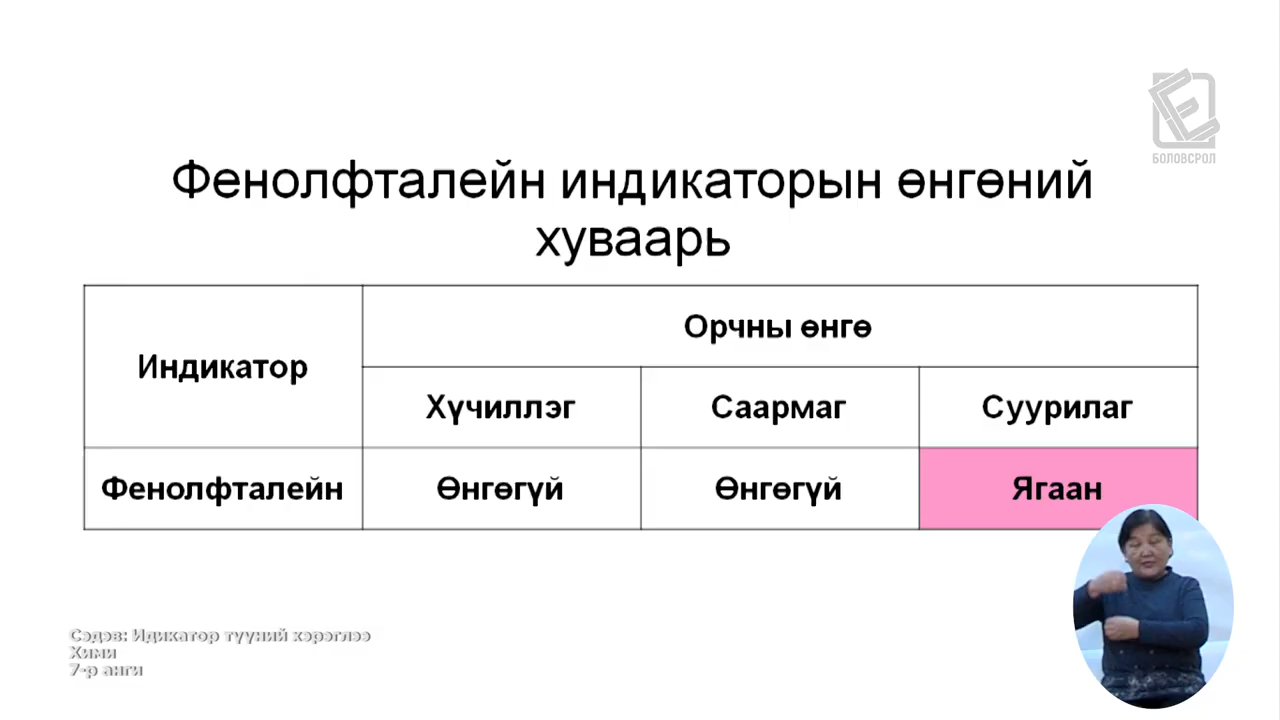 БОЛОВСРОЛ
Фенолфталейн индикаторын өнгөний
хуваарь
Индикатор
Орчны өнгө
Хүчиллэг
Саармаг
Суурилаг
Фенолфталейн
Өнгөгүй
Өнгөгүй
Ягаан
Сэдэв: Идикатор түүний хэрэглээ
Хими
7-р анги